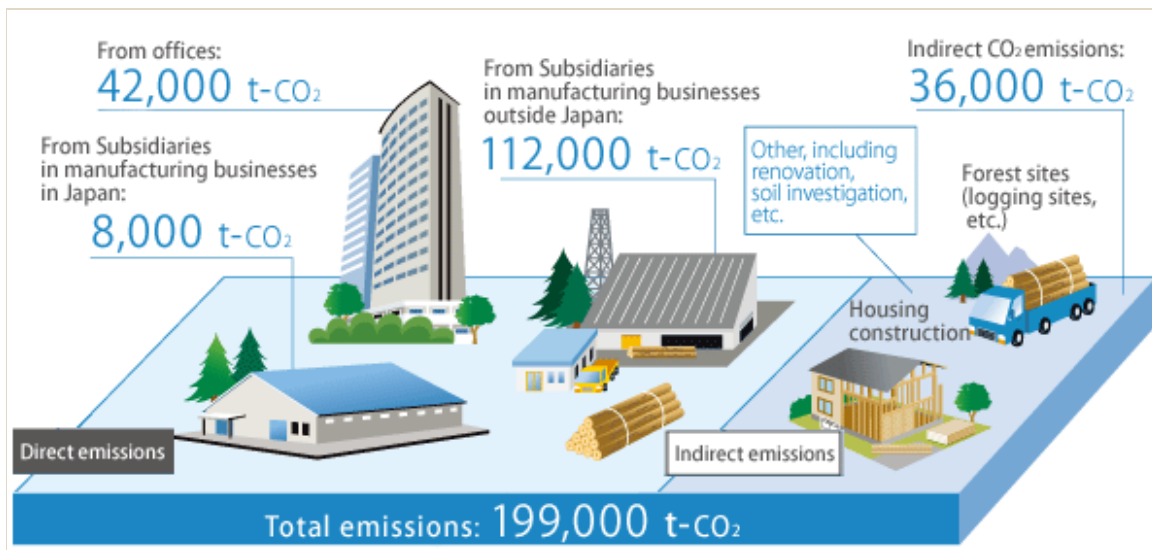 From offices:
42,000 t-CO₂
From Subsidiaries
in manufacturing businesses
in Japan:
8,000 t-CO₂
From Subsidiaries
in manufacturing businesses
outside Japan:
112,000 t-CO₂
Indirect CO₂ emissions:
36,000 t-CO₂
Other, including
renovation,
soil investigation,
etc.
Forest sites
(logging sites,
etc.)
Housing
construction
Direct emissions
Indirect emissions
Total emissions: 199,000 t-CO₂